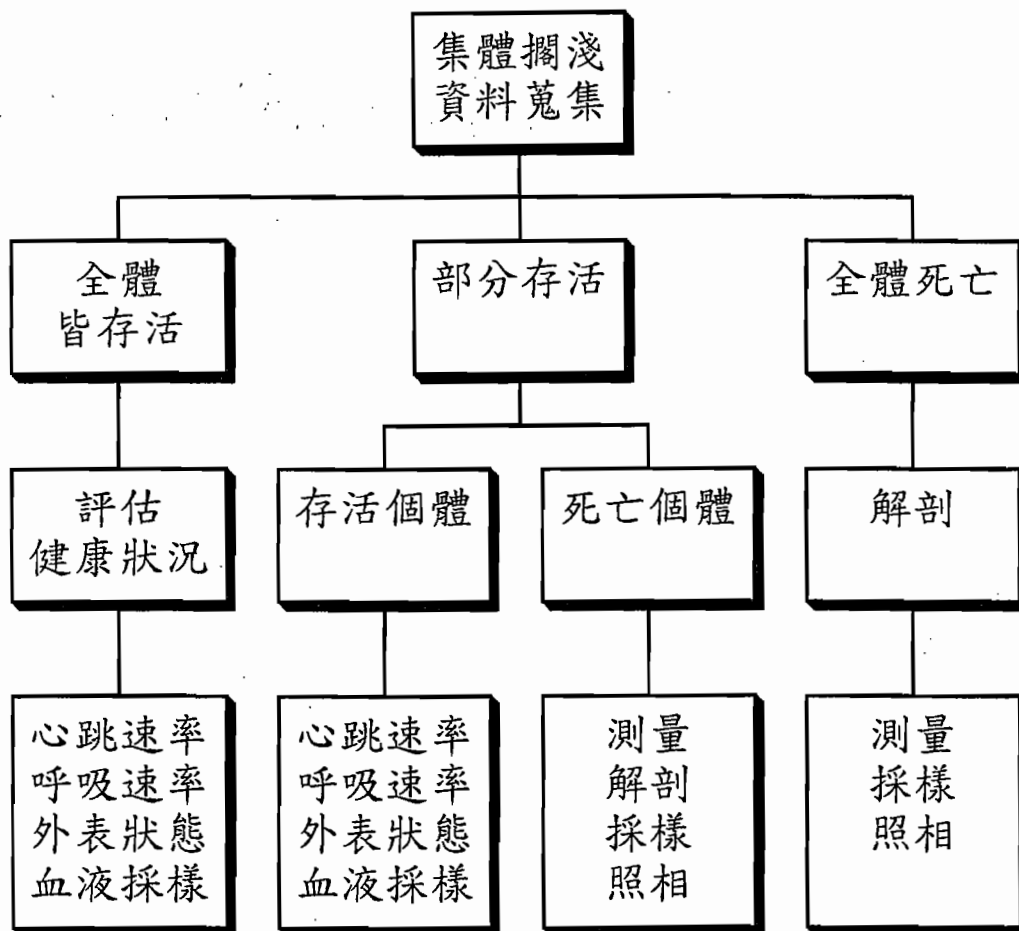 集體擱淺
資料蒐集
全體
皆存活
部分存活
全體死亡
評估
健康狀況
存活個體
死亡個體
解剖
心跳速率
呼吸速率
外表狀態
血液採樣
心跳速率
呼吸速率
外表狀態
血液採樣
測量
解剖
採樣
照相
測量
採樣
照相